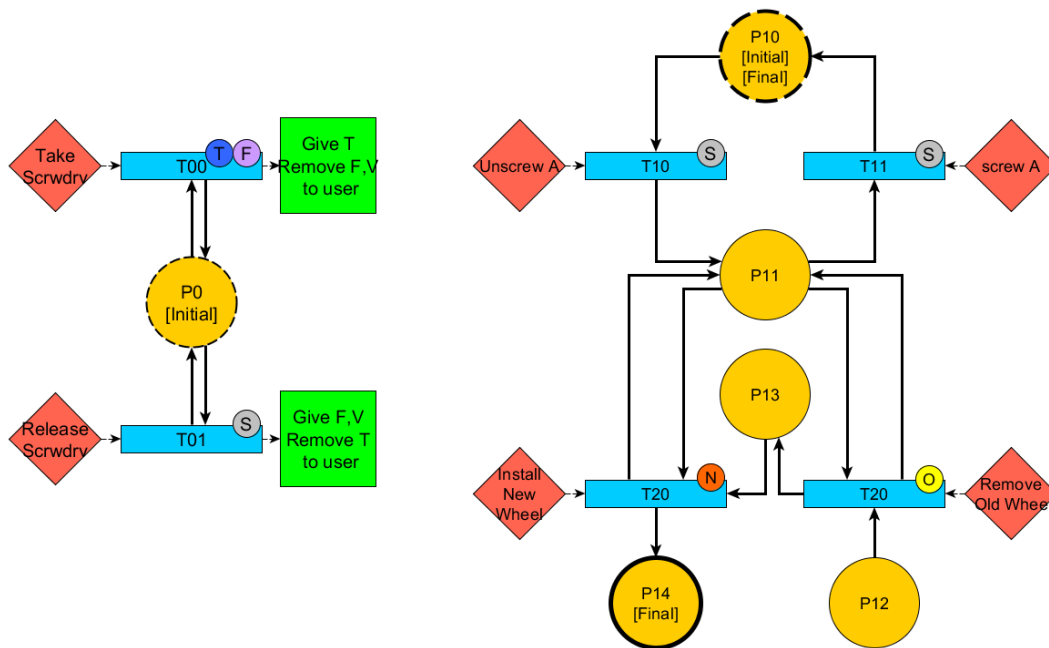 Take
Scrwdrv
T
F
T00
Give T
Remove F,V
to user
P0
[Initial]
Release
Scrwdrv
S
T01
Give F,V
Remove T
to user
P10
[Initial]
[Final]
Unscrew A
S
T10
S
T11
screw A
P11
P13
Install
New
Wheel
N
T20
O
T20
Remove
Old Wheel
P14
[Final]
P12